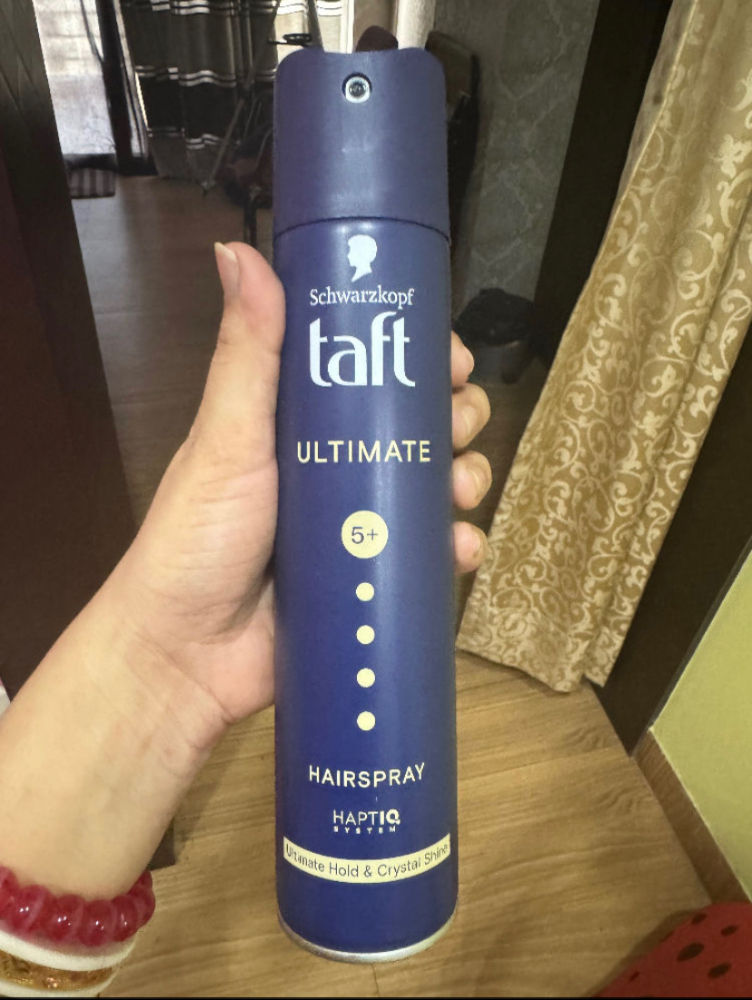 Schwarzkopf
taft
ULTIMATE
5+
HAIRSPRAY
HAPTIQ
SYSTEM
Ultimate Hold & Crystal Shine